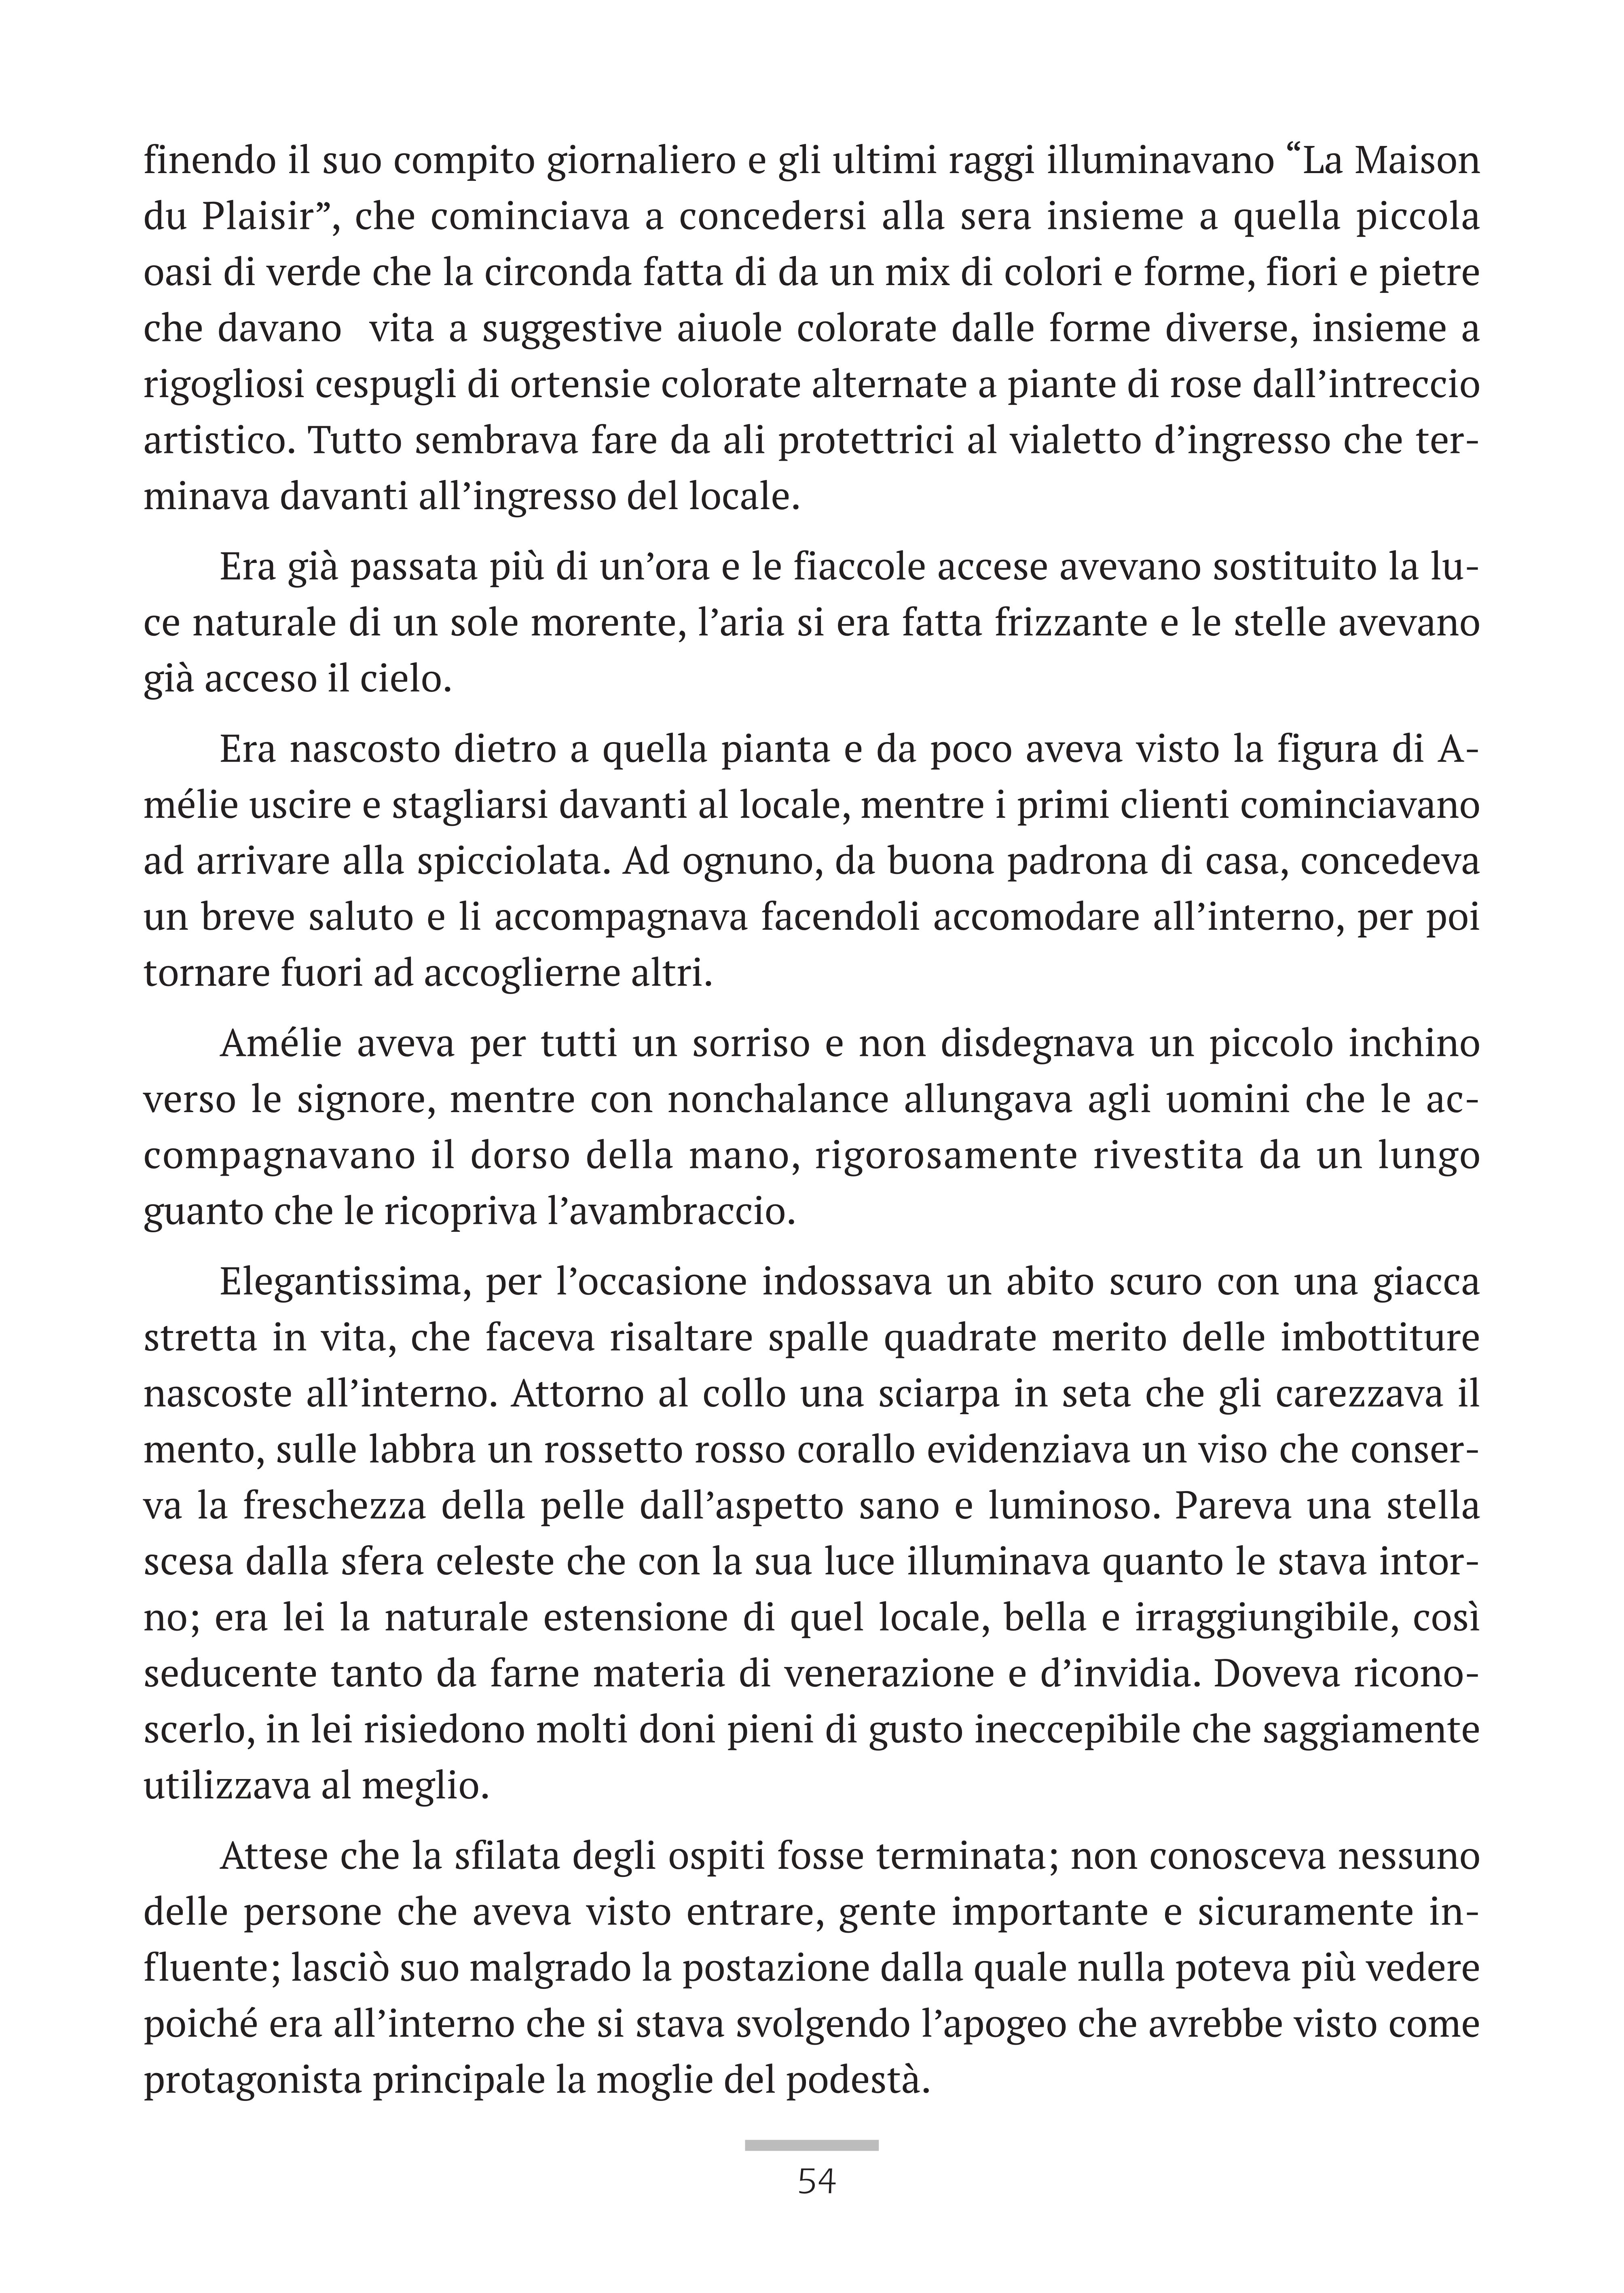 finendo il suo compito giornaliero e gli ultimi raggi illuminavano “La Maison
du Plaisir”, che cominciava a concedersi alla sera insieme a quella piccola
oasi di verde che la circonda fatta di da un mix di colori e forme, fiori e pietre
che davano  vita a suggestive aiuole colorate dalle forme diverse, insieme a
rigogliosi cespugli di ortensie colorate alternate a piante di rose dall’intreccio
artistico. Tutto sembrava fare da ali protettrici al vialetto d’ingresso che ter-
minava davanti all’ingresso del locale.
Era già passata più di un’ora e le fiaccole accese avevano sostituito la lu-
ce naturale di un sole morente, l’aria si era fatta frizzante e le stelle avevano
già acceso il cielo.
Era nascosto dietro a quella pianta e da poco aveva visto la figura di A-
mélie uscire e stagliarsi davanti al locale, mentre i primi clienti cominciavano
ad arrivare alla spicciolata. Ad ognuno, da buona padrona di casa, concedeva
un breve saluto e li accompagnava facendoli accomodare all’interno, per poi
tornare fuori ad accoglierne altri.
Amélie aveva per tutti un sorriso e non disdegnava un piccolo inchino
verso le signore, mentre con nonchalance allungava agli uomini che le ac-
compagnavano il dorso della mano, rigorosamente rivestita da un lungo
guanto che le ricopriva l’avambraccio.
Elegantissima, per l’occasione indossava un abito scuro con una giacca
stretta in vita, che faceva risaltare spalle quadrate merito delle imbottiture
nascoste all’interno. Attorno al collo una sciarpa in seta che gli carezzava il
mento, sulle labbra un rossetto rosso corallo evidenziava un viso che conser-
va la freschezza della pelle dall’aspetto sano e luminoso. Pareva una stella
scesa dalla sfera celeste che con la sua luce illuminava quanto le stava intor-
no; era lei la naturale estensione di quel locale, bella e irraggiungibile, così
seducente tanto da farne materia di venerazione e d’invidia. Doveva ricono-
scerlo, in lei risiedono molti doni pieni di gusto ineccepibile che saggiamente
utilizzava al meglio.
Attese che la sfilata degli ospiti fosse terminata; non conosceva nessuno
delle persone che aveva visto entrare, gente importante e sicuramente in-
fluente; lasciò suo malgrado la postazione dalla quale nulla poteva più vedere
poiché era all’interno che si stava svolgendo l’apogeo che avrebbe visto come
protagonista principale la moglie del podestà.
54